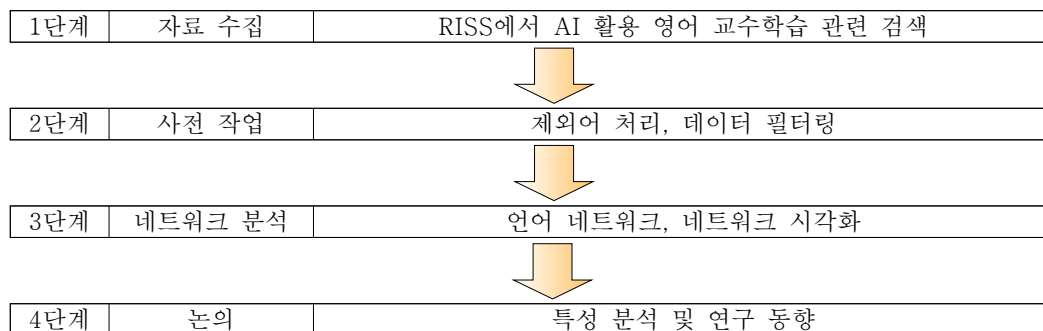 1단계 자료 수집 RISS에서 AI 활용 영어 교수학습 관련 검색
2단계 사전 작업 제외어 처리, 데이터 필터링
3단계 네트워크 분석 언어 네트워크, 네트워크 시각화
4단계 논의 특성 분석 및 연구 동향